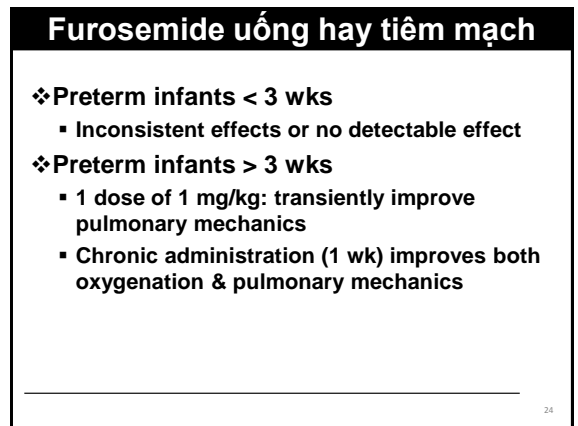 Furosemide uống hay tiêm mạch
❖Preterm infants < 3 wks
▪ Inconsistent effects or no detectable effect
❖Preterm infants > 3 wks
▪ 1 dose of 1 mg/kg: transiently improve
pulmonary mechanics
▪ Chronic administration (1 wk) improves both
oxygenation & pulmonary mechanics
24